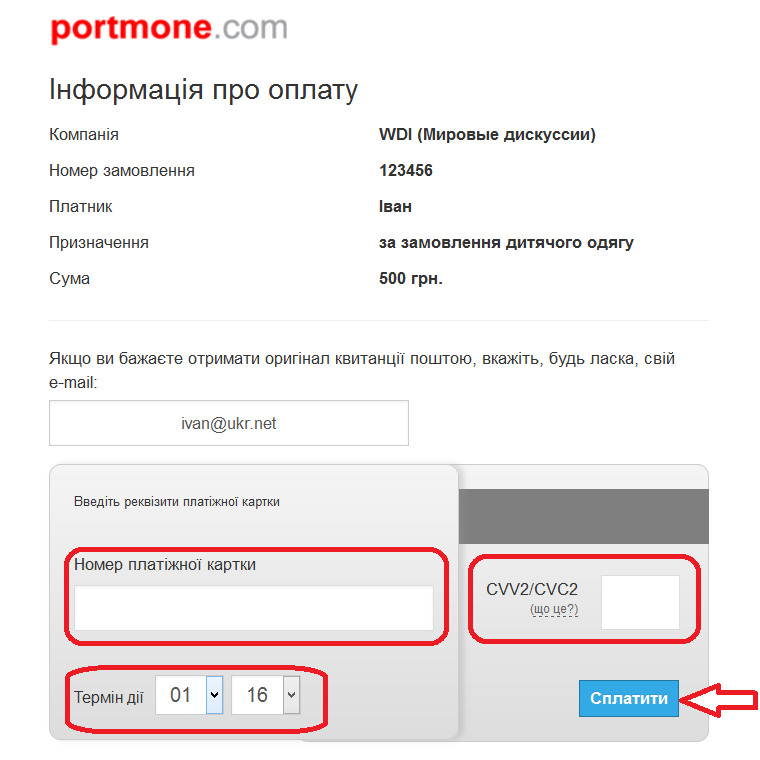 portmone.com
Інформація про оплату
Компанія WDI (Мировые дискуссии)
Номер замовлення 123456
Платник Іван
Призначення за замовлення дитячого одягу
Сума 500 грн.
Якщо ви бажаєте отримати оригінал квитанції поштою, вкажіть, будь ласка, свій
e-mail:
ivan@ukr.net
Введіть реквізити платіжної картки
Номер платіжної картки
CVV2/CVC2
(що це?)
Термін дії 01 16
Сплатити